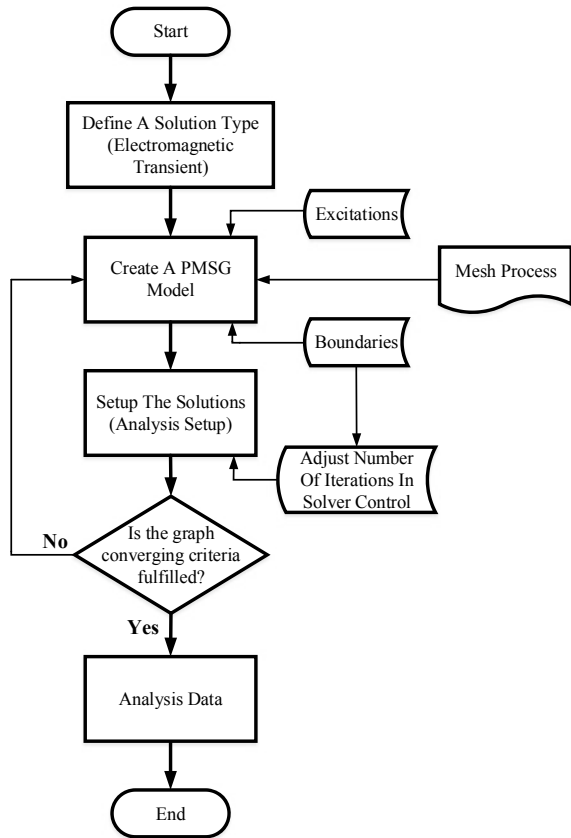 Start
Define A Solution Type
(Electromagnetic
Transient)
Excitations
Create A PMSG
Model
Mesh Process
Boundaries
Setup The Solutions
(Analysis Setup)
Adjust Number
Of Iterations In
Solver Control
Is the graph
converging criteria
fulfilled?
No
Yes
Analysis Data
End